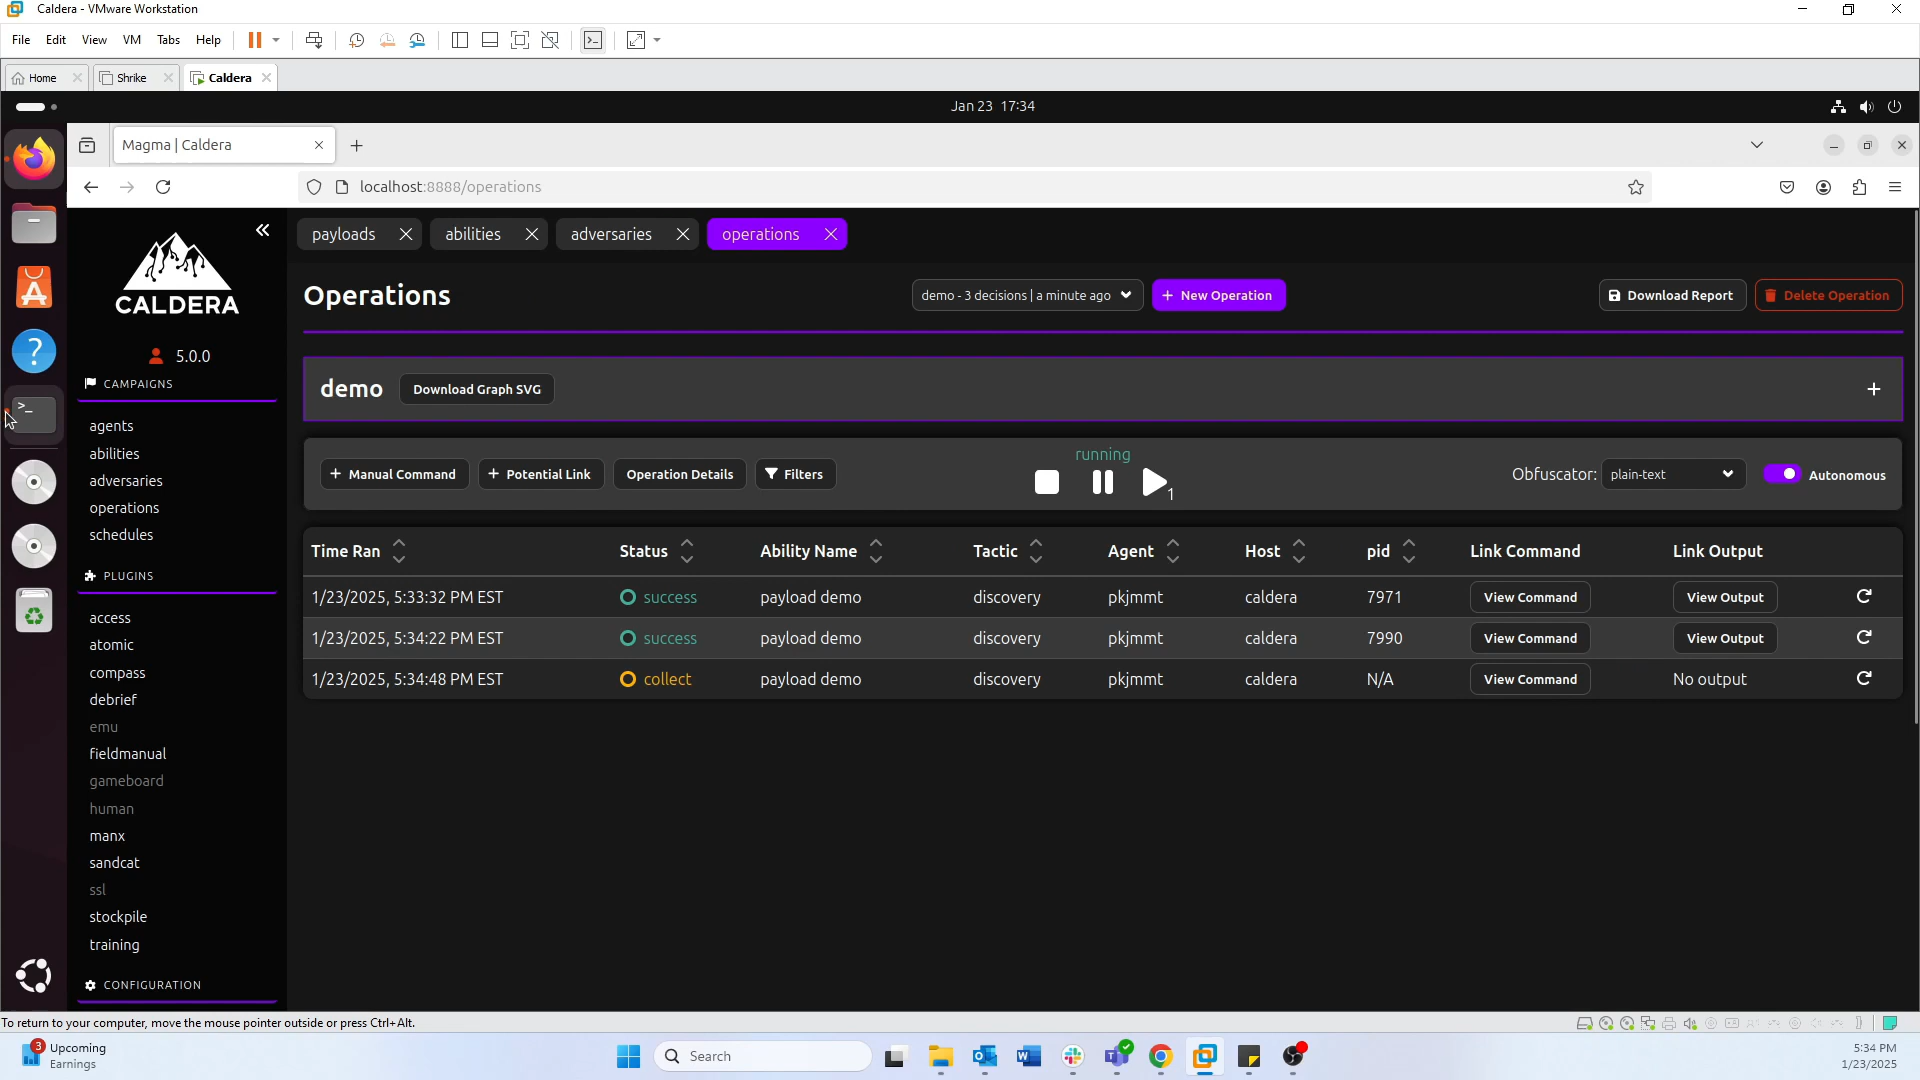 Caldera - VMware Workstation
File Edit View VM Tabs Help
Home Shrike Caldera
Jan 23 17:34
Magma | Caldera
localhost:8888/operations
payloads abilities adversaries operations
CALDERA
5.0.0
CAMPAIGNS
agents
abilities
adversaries
operations
schedules
PLUGINS
access
atomic
compass
debrief
emu
fieldmanual
gameboard
human
manx
sandcat
ssl
stockpile
training
CONFIGURATION
Operations demo - 3 decisions | a minute ago + New Operation Download Report Delete Operation
demo Download Graph SVG +
running
+ Manual Command + Potential Link Operation Details Filters 1 Obfuscator: plain-text Autonomous
Time Ran Status Ability Name Tactic Agent Host pid Link Command Link Output
1/23/2025, 5:33:32 PM EST success payload demo discovery pkjmmt caldera 7971 View Command View Output
1/23/2025, 5:34:22 PM EST success payload demo discovery pkjmmt caldera 7990 View Command View Output
1/23/2025, 5:34:48 PM EST collect payload demo discovery pkjmmt caldera N/A View Command No output
To return to your computer, move the mouse pointer outside or press Ctrl+Alt.
3 Upcoming
Earnings
Search
5:34 PM
1/23/2025